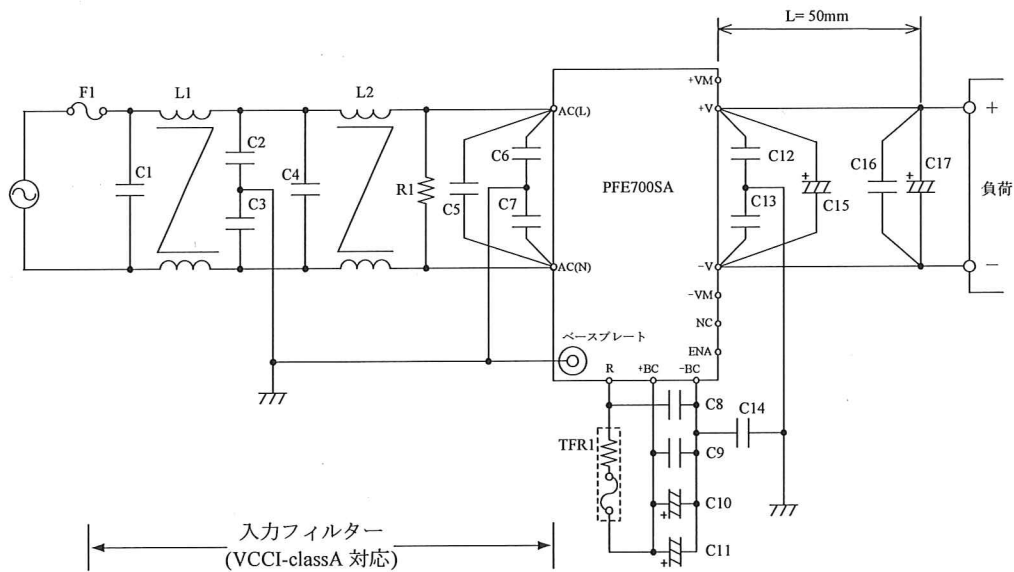 L= 50mm
F1
L1
L2
C1
C2
C3
C4
R1
C5
C6
C7
AC(L)
AC(N)
PFE700SA
+VM
+V
−V
−VM
NC
ENA
ベースプレート
R
+BC
−BC
C12
C13
+
C15
C16
+
C17
+
−
負荷
C8
C14
TFR1
C9
+
C10
+
C11
入力フィルター
(VCCI-classA 対応)